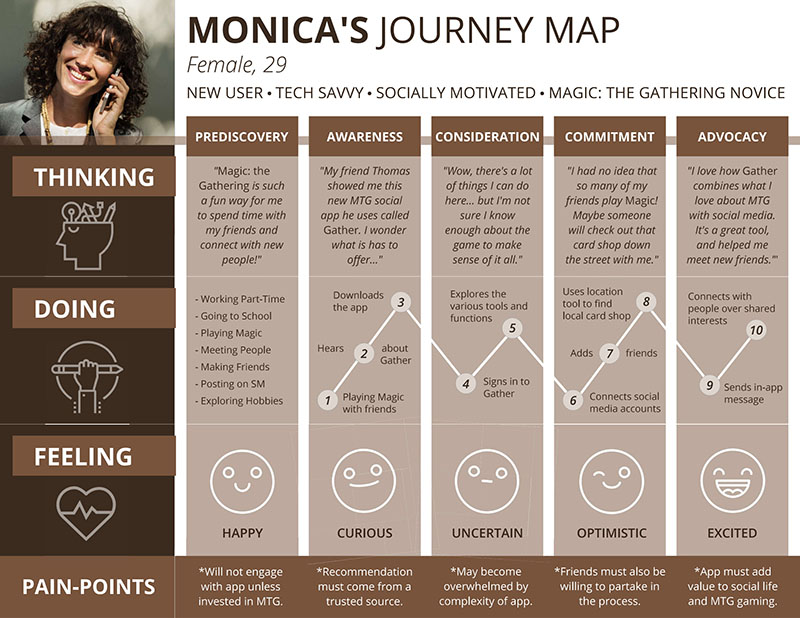 MONICA'S JOURNEY MAP
Female, 29
NEW USER • TECH SAVVY • SOCIALLY MOTIVATED • MAGIC: THE GATHERING NOVICE
PREDISCOVERY
AWARENESS
CONSIDERATION
COMMITMENT
ADVOCACY
THINKING
"Magic: the
Gathering is such
a fun way for me
to spend time with
my friends and
connect with new
people!"
"My friend Thomas
showed me this
new MTG social
app he uses called
Gather. I wonder
what is has to
offer..."
"Wow, there's a lot
of things I can do
here... but I'm not
sure I know
enough about the
game to make
sense of it all."
"I had no idea that
so many of my
friends play Magic!
Maybe someone
will check out that
card shop down
the street with me."
"I love how Gather
combines what I
love about MTG
with social media.
It's a great tool,
and helped me
meet new friends.""
DOING
- Working Part-Time
- Going to School
- Playing Magic
- Meeting People
- Making Friends
- Posting on SM
- Exploring Hobbies
1 Playing Magic
with friends
Hears 2 about
Gather
Downloads 3
the app
4 Signs in to
Gather
Explores the
various tools and
functions 5
6 Connects social
media accounts
Adds 7 friends
Uses location
tool to find 8
local card shop
9 Sends in-app
message
Connects with
people over shared
interests 10
FEELING
HAPPY
CURIOUS
UNCERTAIN
OPTIMISTIC
EXCITED
PAIN-POINTS
*Will not engage
with app unless
invested in MTG.
*Recommendation
must come from a
trusted source.
*May become
overwhelmed by
complexity of app.
*Friends must also be
willing to partake in
the process.
*App must add
value to social life
and MTG gaming.